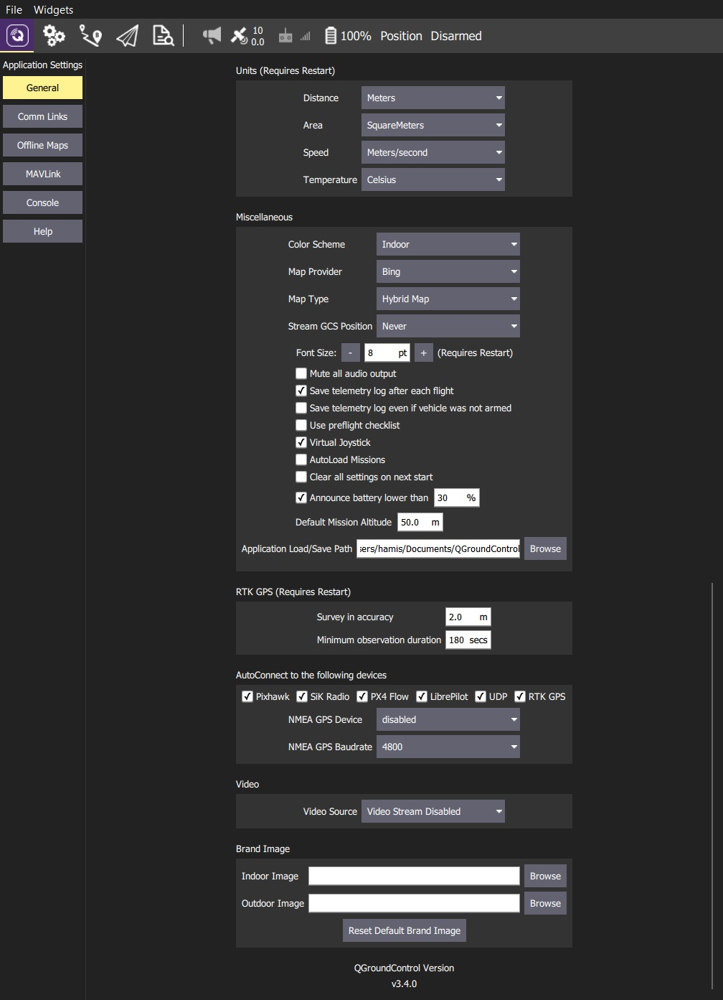 File Widgets
10
0.0
100% Position Disarmed
Application Settings
General
Comm Links
Offline Maps
MAVLink
Console
Help
Units (Requires Restart)
Distance Meters
Area SquareMeters
Speed Meters/second
Temperature Celsius
Miscellaneous
Color Scheme Indoor
Map Provider Bing
Map Type Hybrid Map
Stream GCS Position Never
Font Size: - 8 pt + (Requires Restart)
Mute all audio output
Save telemetry log after each flight
Save telemetry log even if vehicle was not armed
Use preflight checklist
Virtual Joystick
AutoLoad Missions
Clear all settings on next start
Announce battery lower than 30 %
Default Mission Altitude 50.0 m
Application Load/Save Path ers/hamis/Documents/QGroundControl Browse
RTK GPS (Requires Restart)
Survey in accuracy 2.0 m
Minimum observation duration 180 secs
AutoConnect to the following devices
Pixhawk SiK Radio PX4 Flow LibrePilot UDP RTK GPS
NMEA GPS Device disabled
NMEA GPS Baudrate 4800
Video
Video Source Video Stream Disabled
Brand Image
Indoor Image Browse
Outdoor Image Browse
Reset Default Brand Image
QGroundControl Version
v3.4.0